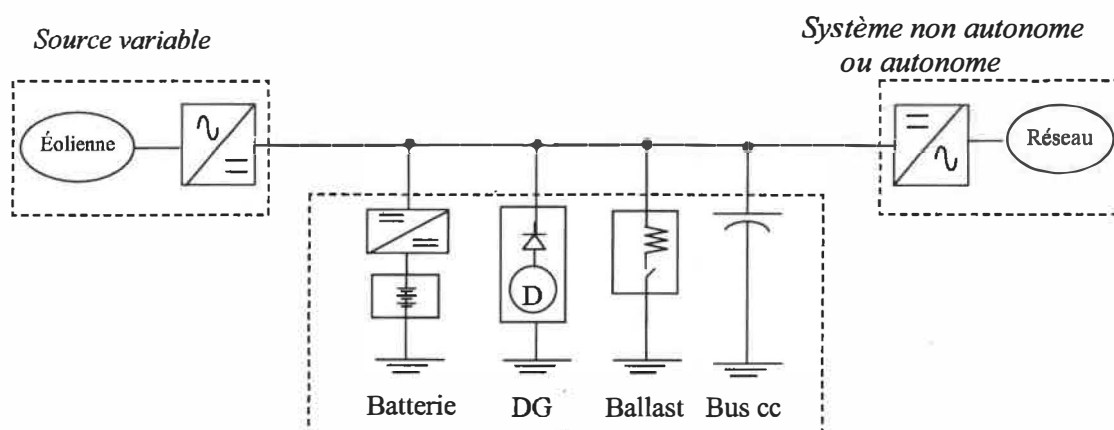 Source variable
Système non autonome
ou autonome
Éolienne
Réseau
D
Batterie DG Ballast Bus cc